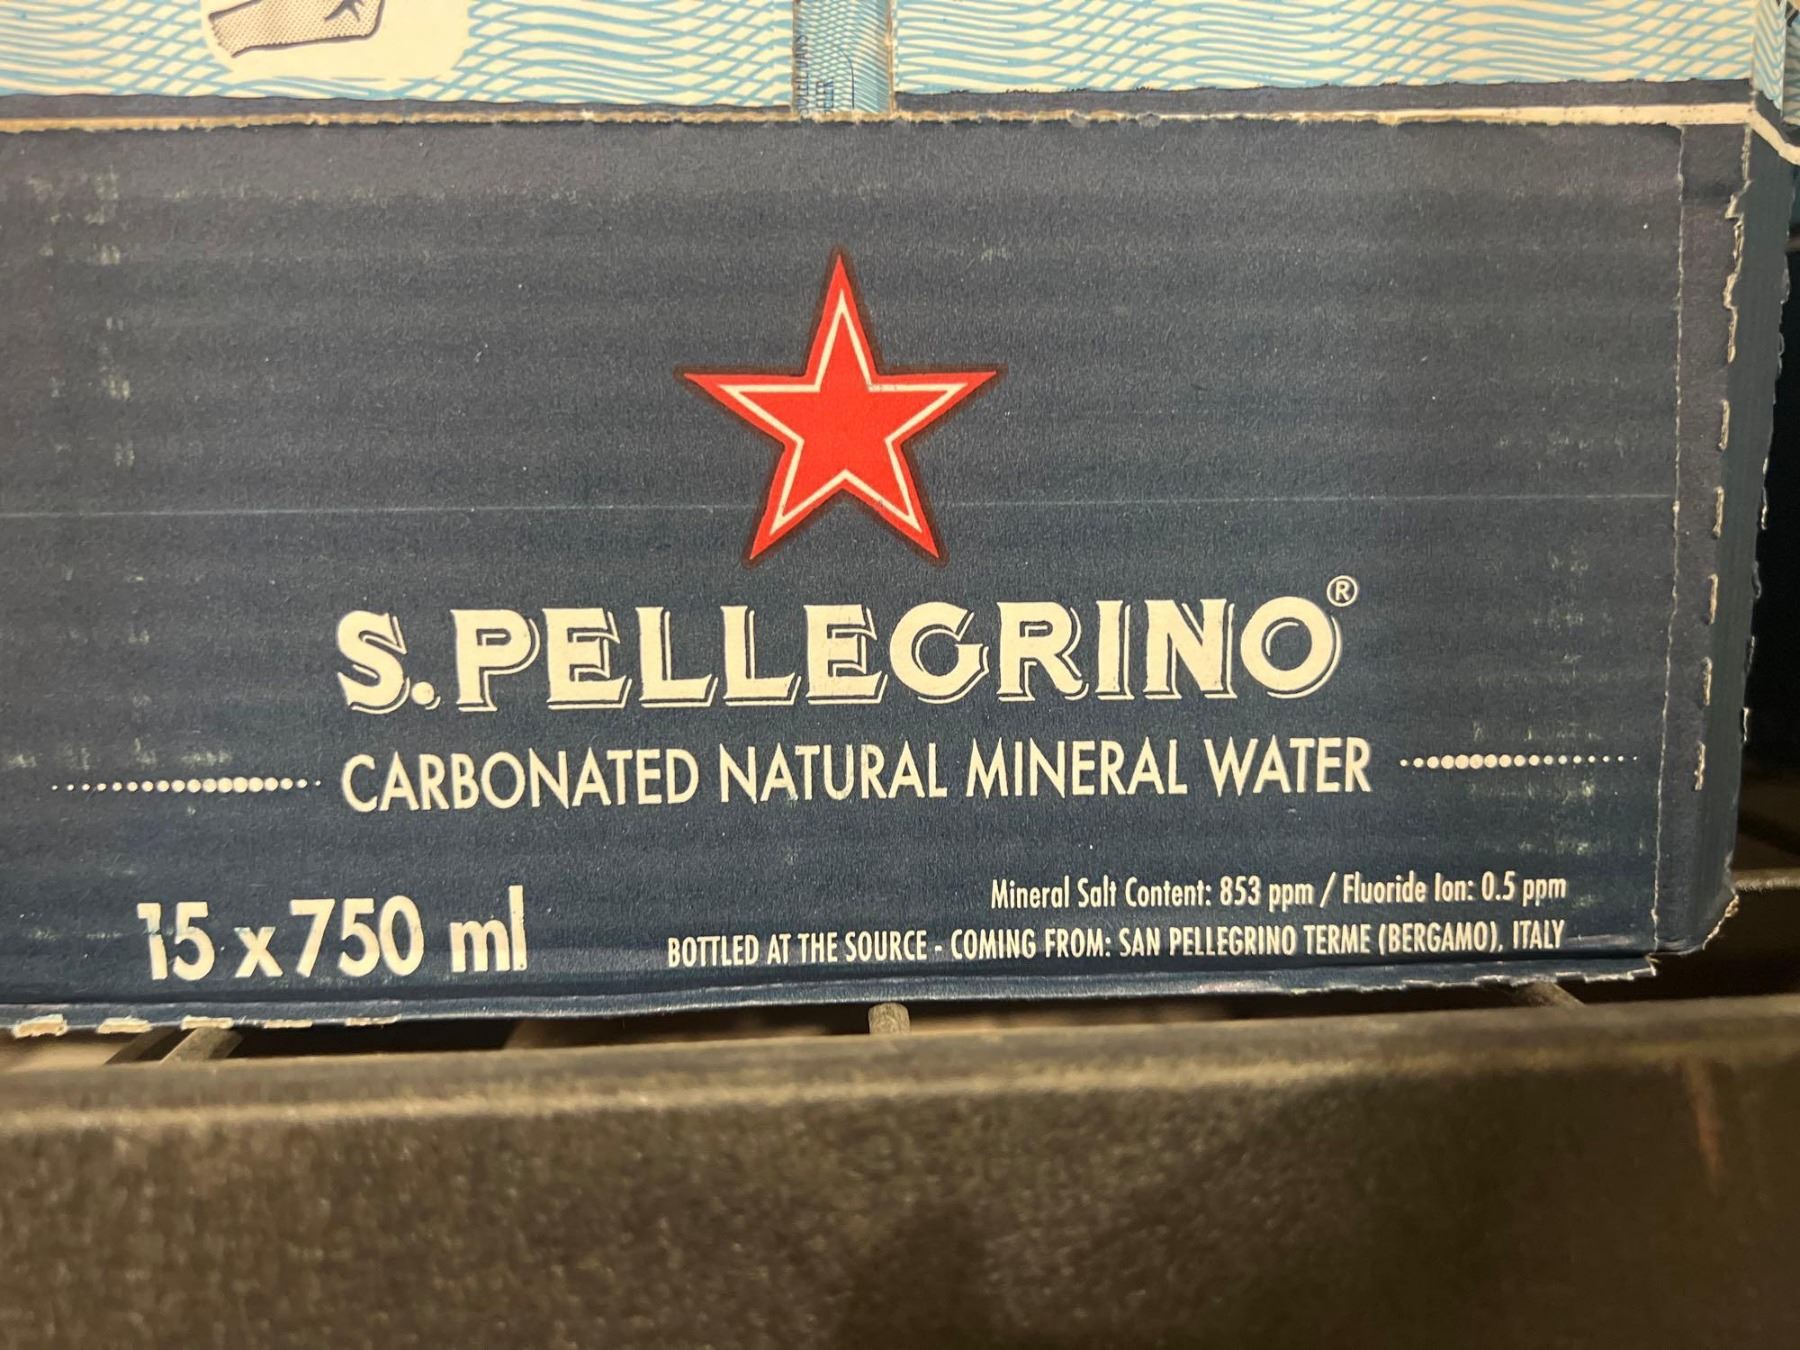 S.PELLEGRINO®
CARBONATED NATURAL MINERAL WATER
15 x 750 ml
Mineral Salt Content: 853 ppm / Fluoride Ion: 0.5 ppm
BOTTLED AT THE SOURCE - COMING FROM: SAN PELLEGRINO TERME (BERGAMO), ITALY